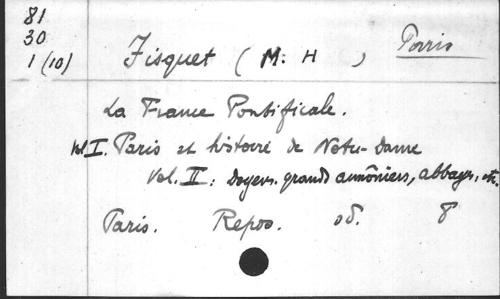 81
30
1 (10)
Fisquet ( M. H ) Paris
La France Pontificale.
Vol I. Paris et histoire de Notre-Dame
Vol. II: Doyens. grands aumôniers, abbayes, etc.
Paris. Repos. s d. 8